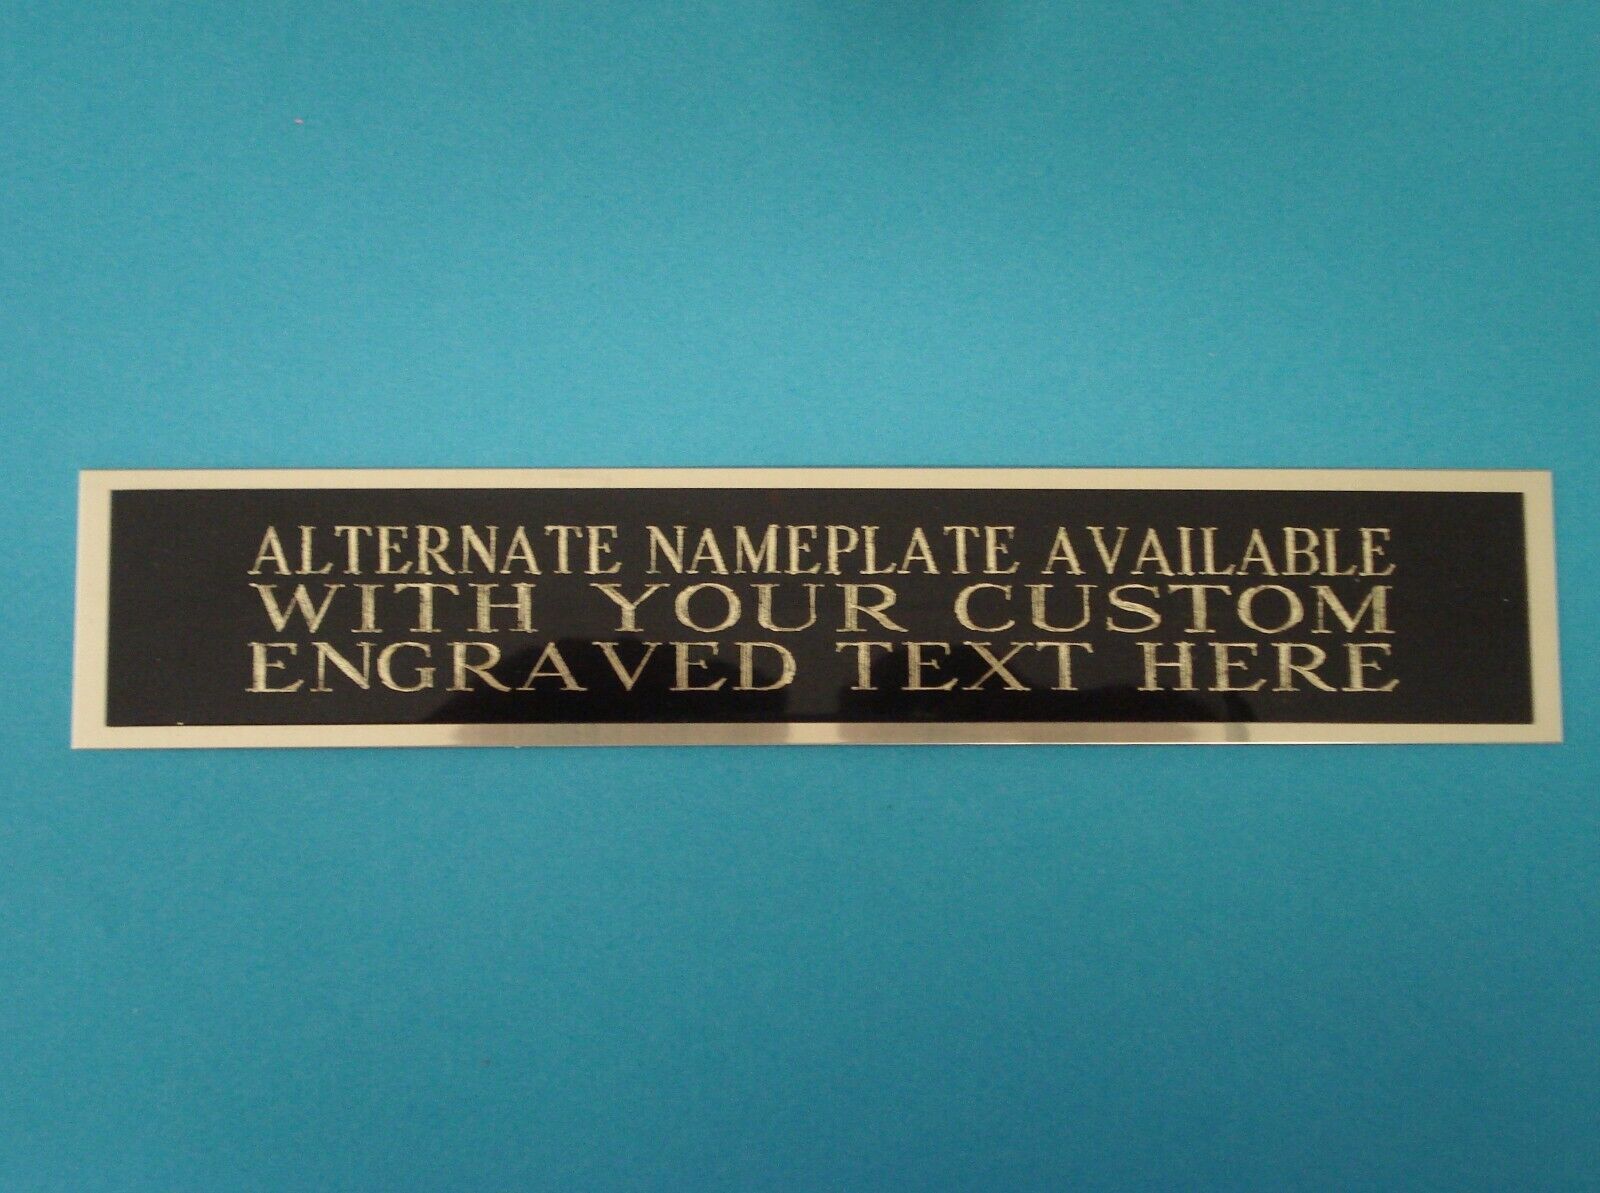 ALTERNATE NAMEPLATE AVAILABLE
WITH YOUR CUSTOM
ENGRAVED TEXT HERE